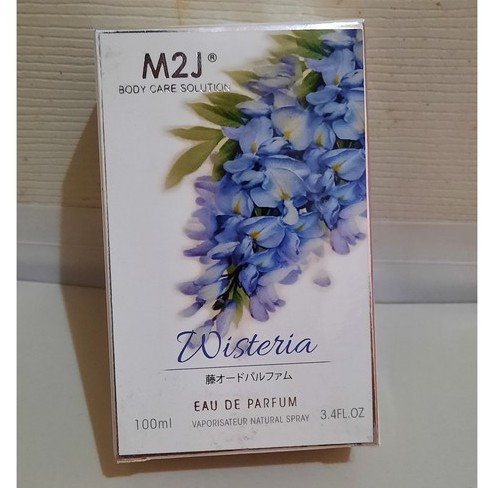 M2J®
BODY CARE SOLUTION
Wisteria
藤オードパルファム
EAU DE PARFUM
100ml VAPORISATEUR NATURAL SPRAY 3.4FL.OZ